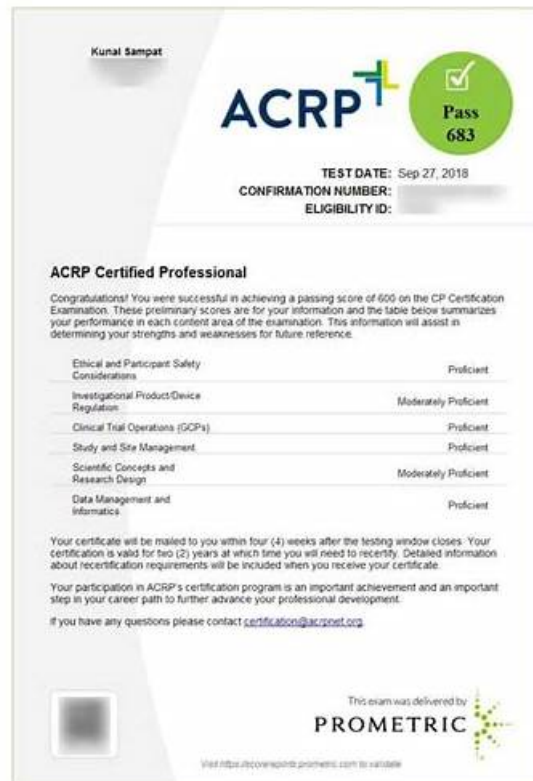 Kunal Sampat
ACRP
Pass
683
TEST DATE: Sep 27, 2018
CONFIRMATION NUMBER:
ELIGIBILITY ID:
ACRP Certified Professional
Congratulations! You were successful in achieving a passing score of 600 on the CP Certification
Examination. These preliminary scores are for your information and the table below summarizes
your performance in each content area of the examination. This information will assist in
determining your strengths and weaknesses for future reference.
Ethical and Participant Safety
Considerations
Proficient
Investigational Product/Device
Regulation
Moderately Proficient
Clinical Trial Operations (GCPs)
Proficient
Study and Site Management
Proficient
Scientific Concepts and
Research Design
Moderately Proficient
Data Management and
Informatics
Proficient
Your certificate will be mailed to you within four (4) weeks after the testing window closes. Your
certification is valid for two (2) years at which time you will need to recertify. Detailed information
about recertification requirements will be included when you receive your certificate.
Your participation in ACRP's certification program is an important achievement and an important
step in your career path to further advance your professional development.
If you have any questions please contact certification@acrpnet.org.
This exam was delivered by
PROMETRIC
Visit https://scorereports.prometric.com to validate